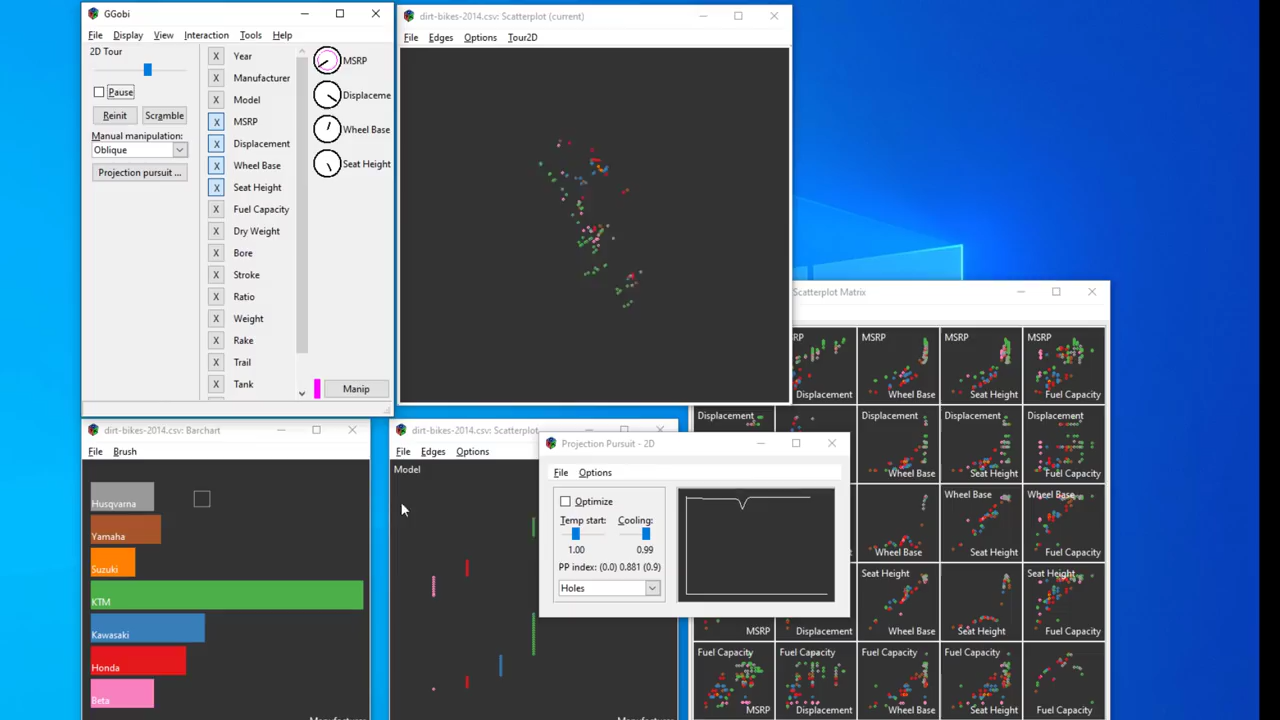 GGobi
File Display View Interaction Tools Help
2D Tour
Pause
Reinit Scramble
Manual manipulation:
Oblique
Projection pursuit ...
X Year
X Manufacturer
X Model
X MSRP
X Displacement
X Wheel Base
X Seat Height
X Fuel Capacity
X Dry Weight
X Bore
X Stroke
X Ratio
X Weight
X Rake
X Trail
X Tank
MSRP
Displaceme
Wheel Base
Seat Height
Manip
dirt-bikes-2014.csv: Scatterplot (current)
File Edges Options Tour2D
Scatterplot Matrix
RP MSRP MSRP MSRP
Displacement Wheel Base Seat Height Fuel Capacity
Displacement Displacement Displacement
Wheel Base Seat Height Fuel Capacity
Wheel Base Wheel Base
Wheel Base Seat Height Fuel Capacity
Seat Height Seat Height
MSRP Displacement Wheel Base Seat Height Fuel Capacity
Fuel Capacity Fuel Capacity Fuel Capacity Fuel Capacity
MSRP Displacement Wheel Base Seat Height Fuel Capacity
dirt-bikes-2014.csv: Barchart
File Brush
Husqvarna
Yamaha
Suzuki
KTM
Kawasaki
Honda
Beta
dirt-bikes-2014.csv: Scatterplot
File Edges Options
Model
Projection Pursuit - 2D
File Options
Optimize
Temp start: Cooling:
1.00 0.99
PP index: (0.0) 0.881 (0.9)
Holes